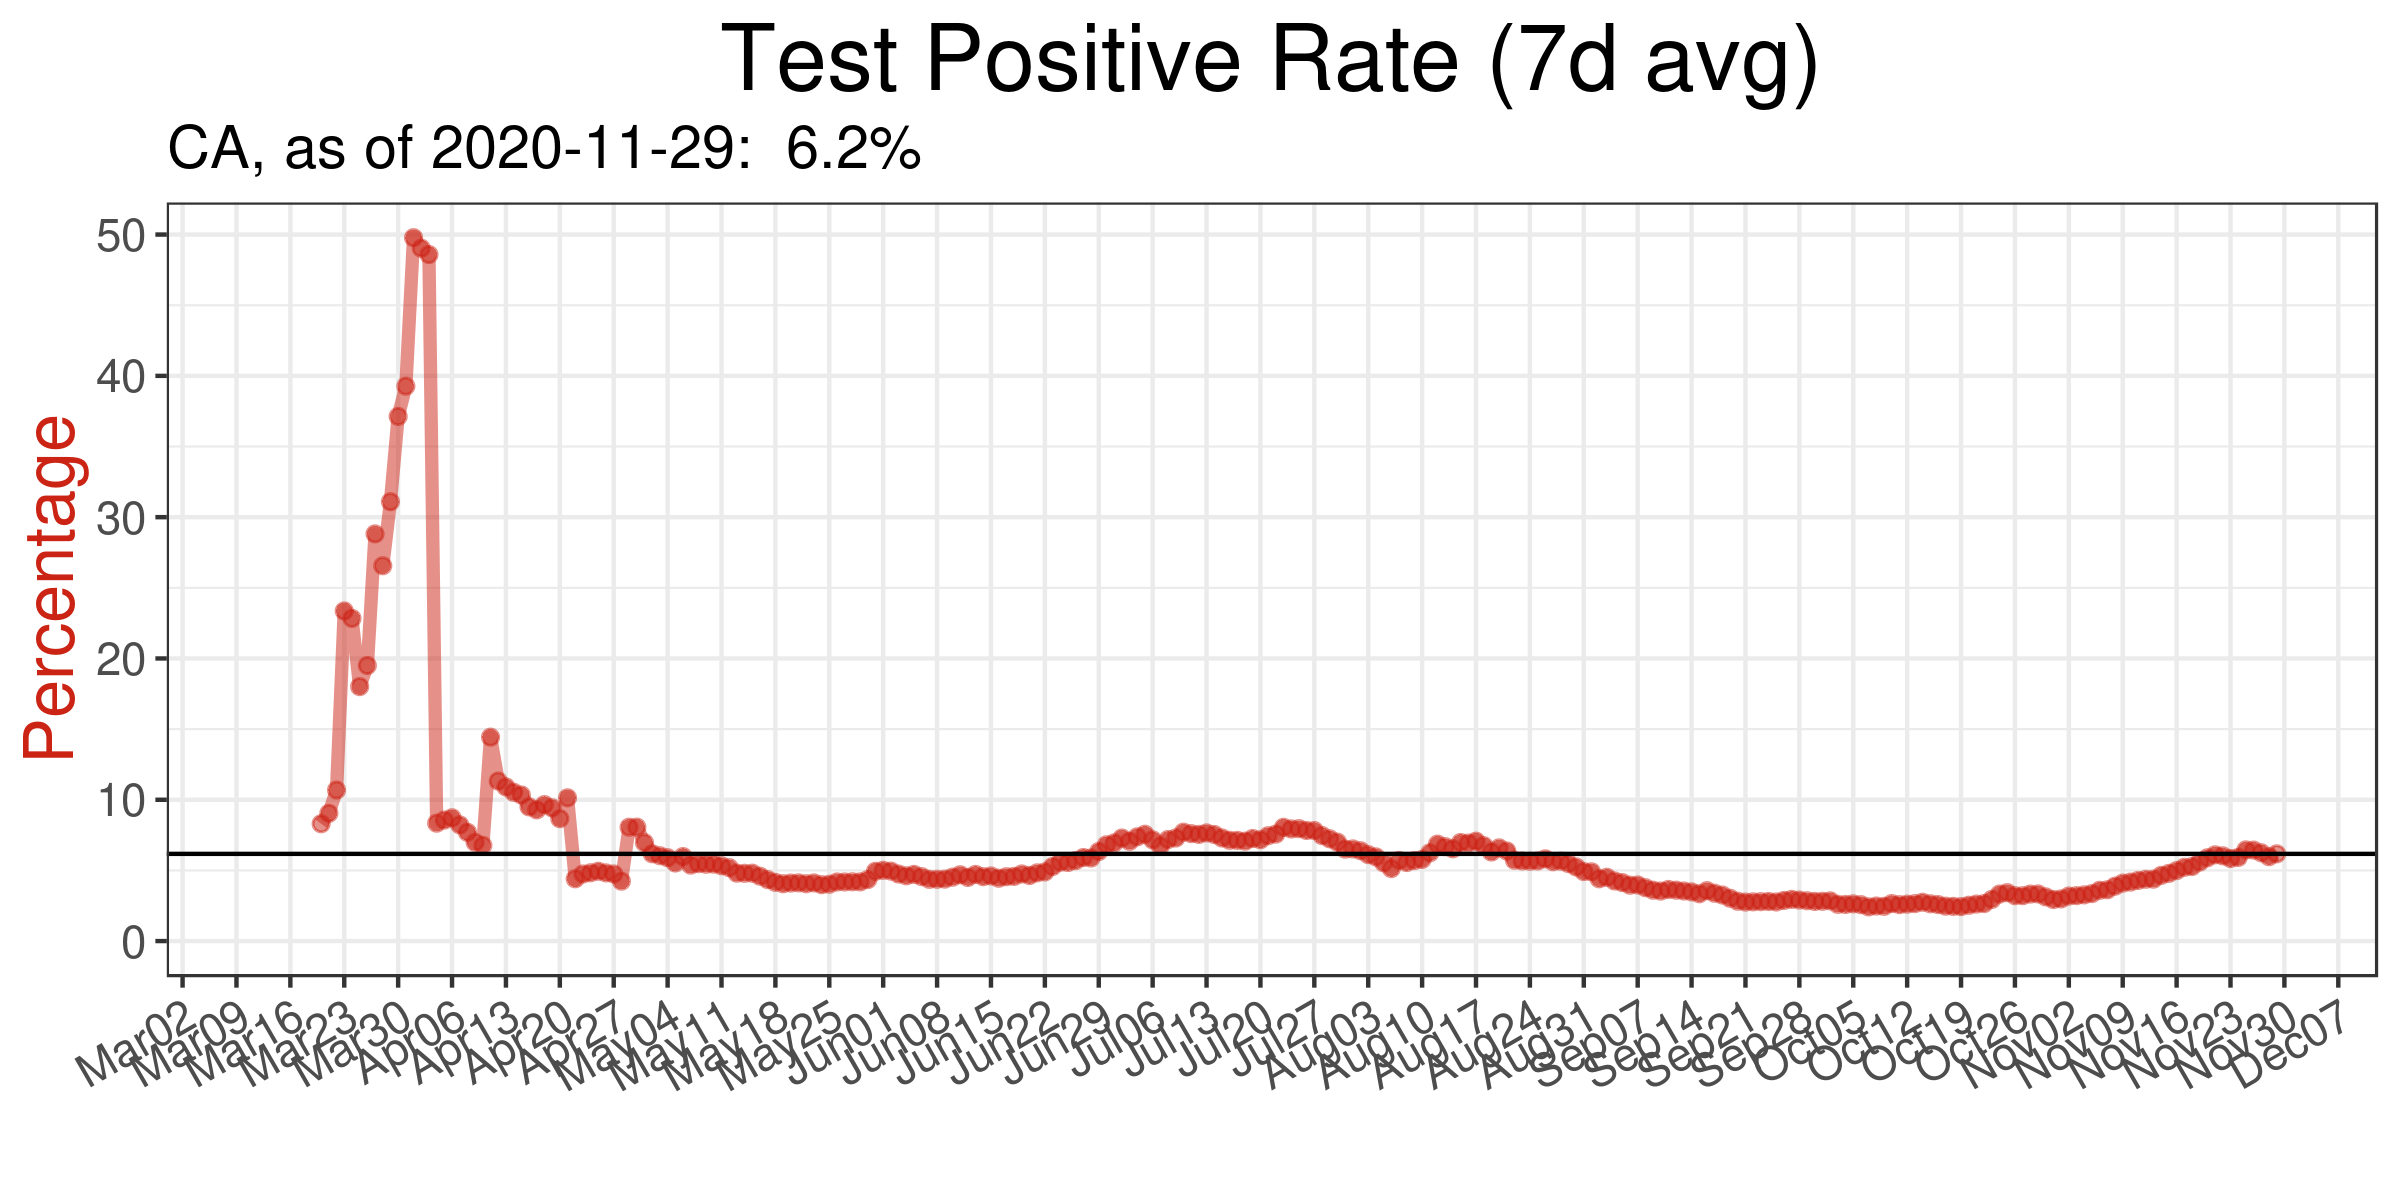 Test Positive Rate (7d avg)
CA, as of 2020-11-29:  6.2%
Percentage
50
40
30
20
10
0
Mar02
Mar09
Mar16
Mar23
Mar30
Apr06
Apr13
Apr20
Apr27
May04
May11
May18
May25
Jun01
Jun08
Jun15
Jun22
Jun29
Jul06
Jul13
Jul20
Jul27
Aug03
Aug10
Aug17
Aug24
Aug31
Sep07
Sep14
Sep21
Sep28
Oct05
Oct12
Oct19
Oct26
Nov02
Nov09
Nov16
Nov23
Nov30
Dec07